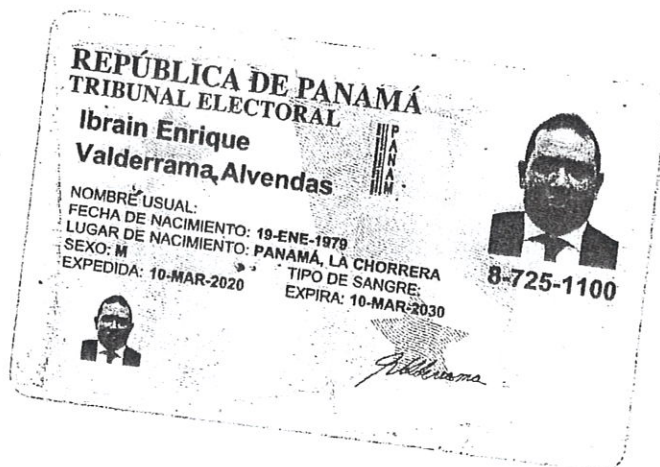 REPÚBLICA DE PANAMÁ
TRIBUNAL ELECTORAL
Ibrain Enrique
Valderrama Alvendas
PANAM
NOMBRE USUAL:
FECHA DE NACIMIENTO: 19-ENE-1979
LUGAR DE NACIMIENTO: PANAMÁ, LA CHORRERA
SEXO: M TIPO DE SANGRE:
EXPEDIDA: 10-MAR-2020 EXPIRA: 10-MAR-2030
8-725-1100